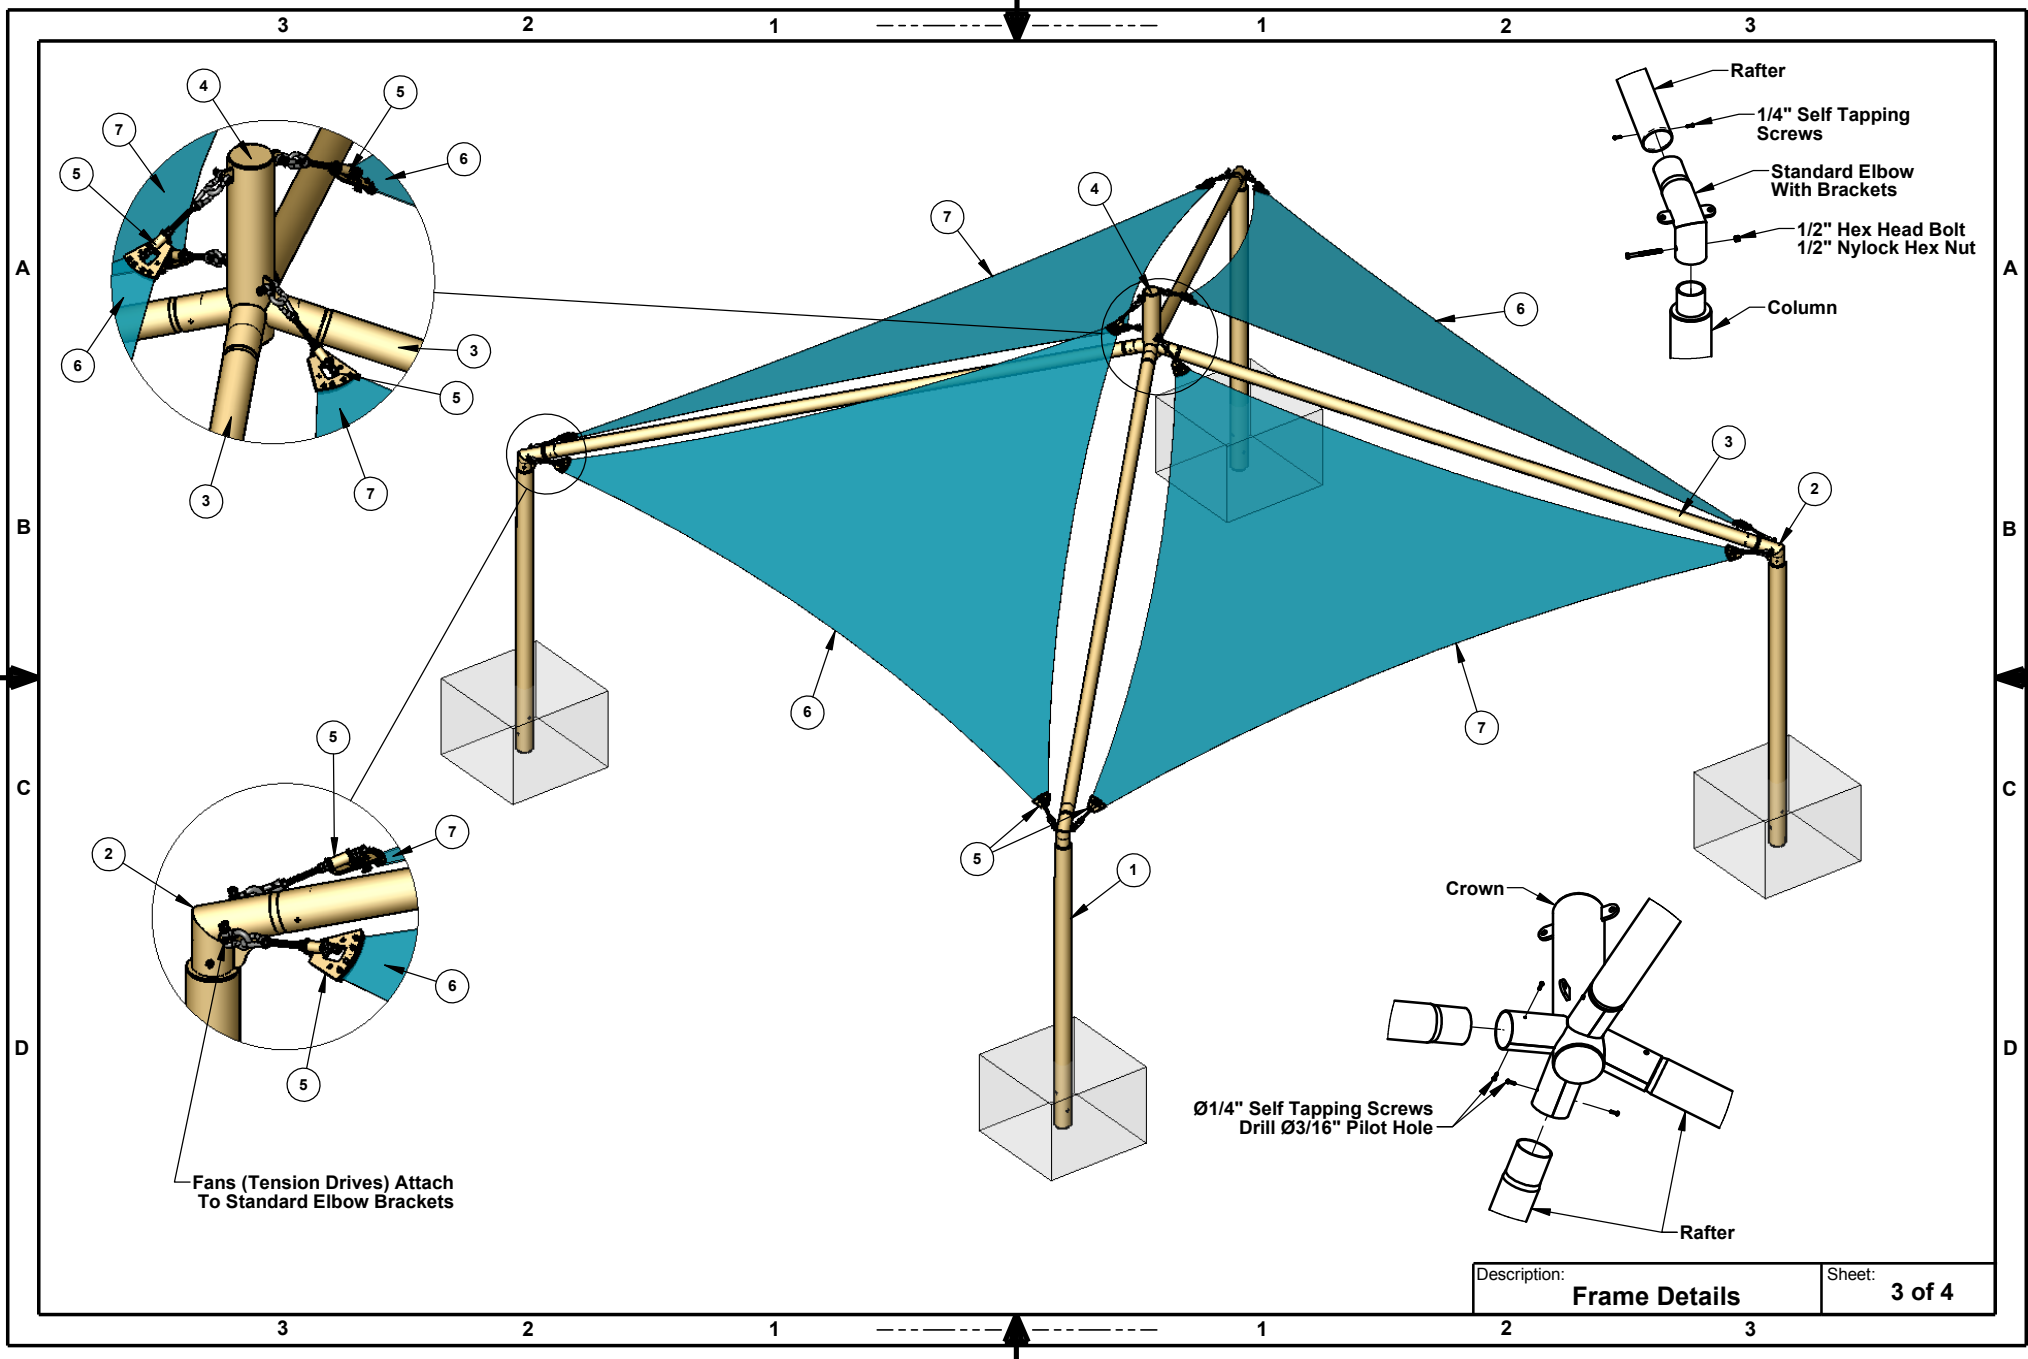 3 2 1 1 2 3
A
B
C
D
A
B
C
D
4
5
7
6
5
6
3
5
3
7
4
7
6
3
2
6
7
5
1
5
7
2
6
5
Rafter
1/4" Self Tapping
Screws
Standard Elbow
With Brackets
1/2" Hex Head Bolt
1/2" Nylock Hex Nut
Column
Crown
Ø1/4" Self Tapping Screws
Drill Ø3/16" Pilot Hole
Rafter
Fans (Tension Drives) Attach
To Standard Elbow Brackets
Description:
Frame Details
Sheet:
3 of 4
3 2 1 1 2 3